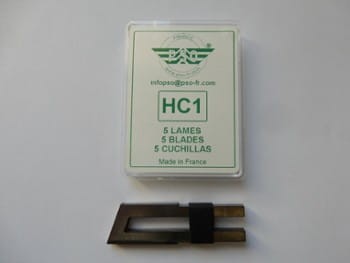 PSO
infopso@pso-fr.com
HC1
5 LAMES
5 BLADES
5 CUCHILLAS
Made in France